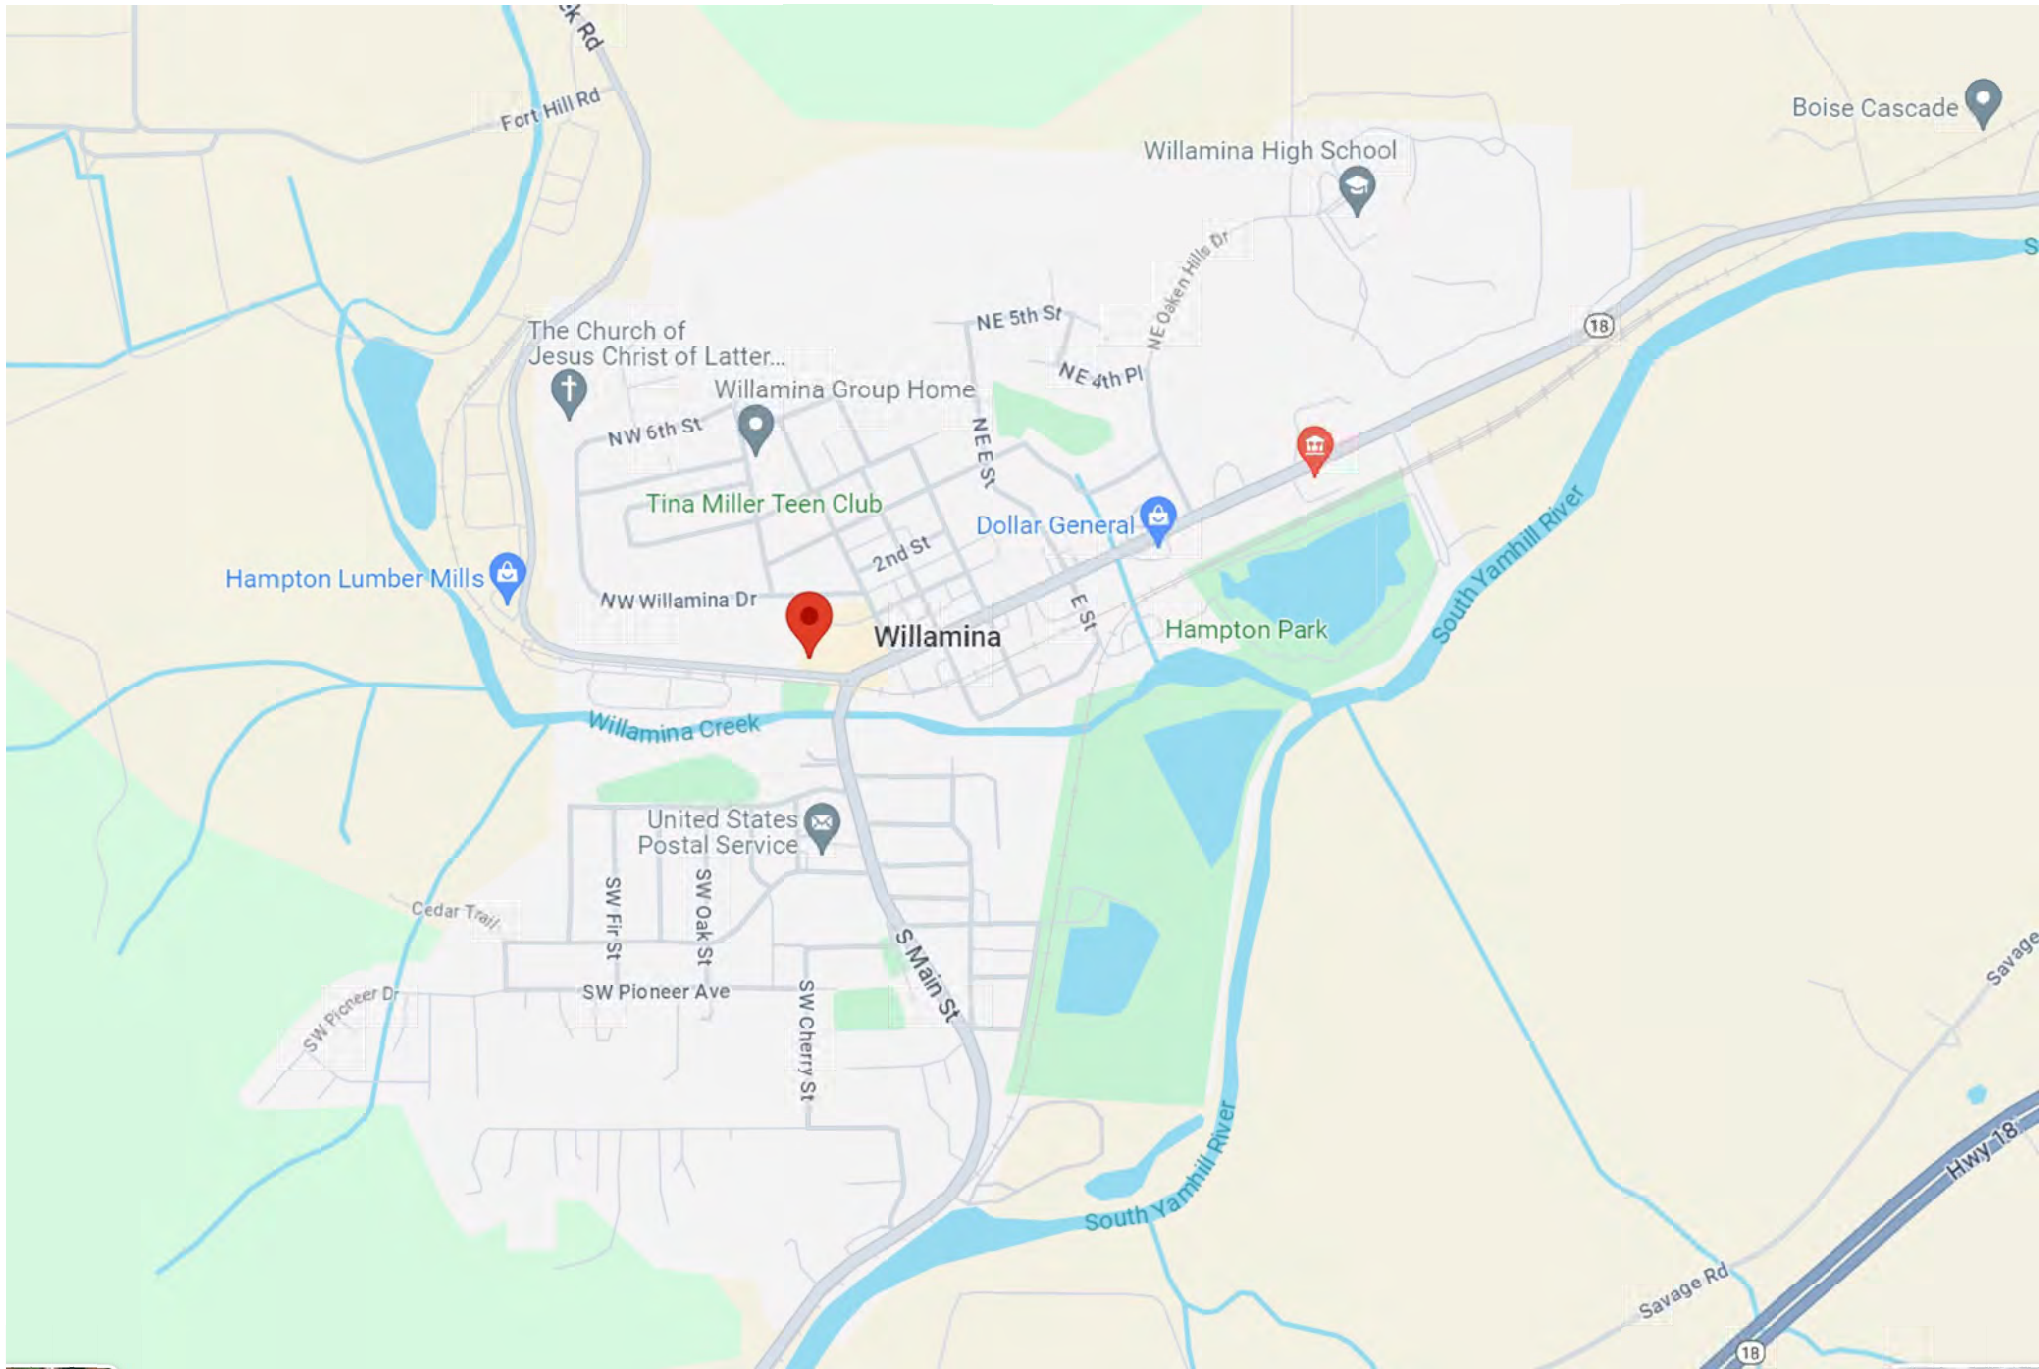 ek Rd
Fort Hill Rd
Boise Cascade
Willamina High School
NE Oaken Hills Dr
S
18
NE 5th St
The Church of
Jesus Christ of Latter...
NE 4th Pl
Willamina Group Home
NW 6th St
NE E St
Tina Miller Teen Club
Dollar General
2nd St
South Yamhill River
Hampton Lumber Mills
NW Willamina Dr
E St
Willamina
Hampton Park
Willamina Creek
United States
Postal Service
SW Fir St
SW Oak St
Cedar Trail
S Main St
Savage
SW Pioneer Dr
SW Pioneer Ave
SW Cherry St
South Yamhill River
Hwy 18
Savage Rd
18